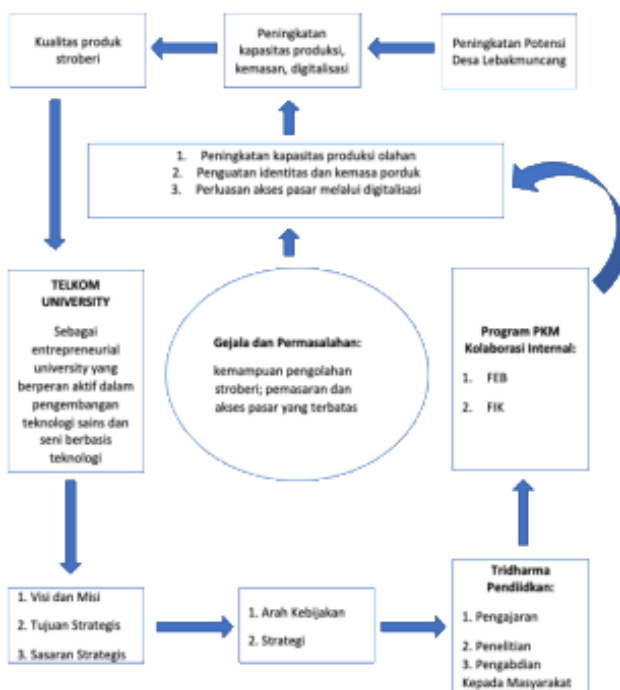 Kualitas produk
stroberi
Peningkatan
kapasitas produksi,
kemasan, digitalisasi
Peningkatan Potensi
Desa Lebakmuncang
1. Peningkatan kapasitas produksi olahan
2. Penguatan identitas dan kemasa porduk
3. Perluasan akses pasar melalui digitalisasi
TELKOM
UNIVERSITY
Sebagai
entrepreneurial
university yang
berperan aktif dalam
pengembangan
teknologi sains dan
seni berbasis
teknologi
Gejala dan Permasalahan:
kemampuan pengolahan
stroberi; pemasaran dan
akses pasar yang terbatas
Program PKM
Kolaborasi Internal:
1. FEB
2. FIK
1. Visi dan Misi
2. Tujuan Strategis
3. Sasaran Strategis
1. Arah Kebijakan
2. Strategi
Tridharma
Pendiidkan:
1. Pengajaran
2. Penelitian
3. Pengabdian
Kepada Masyarakat